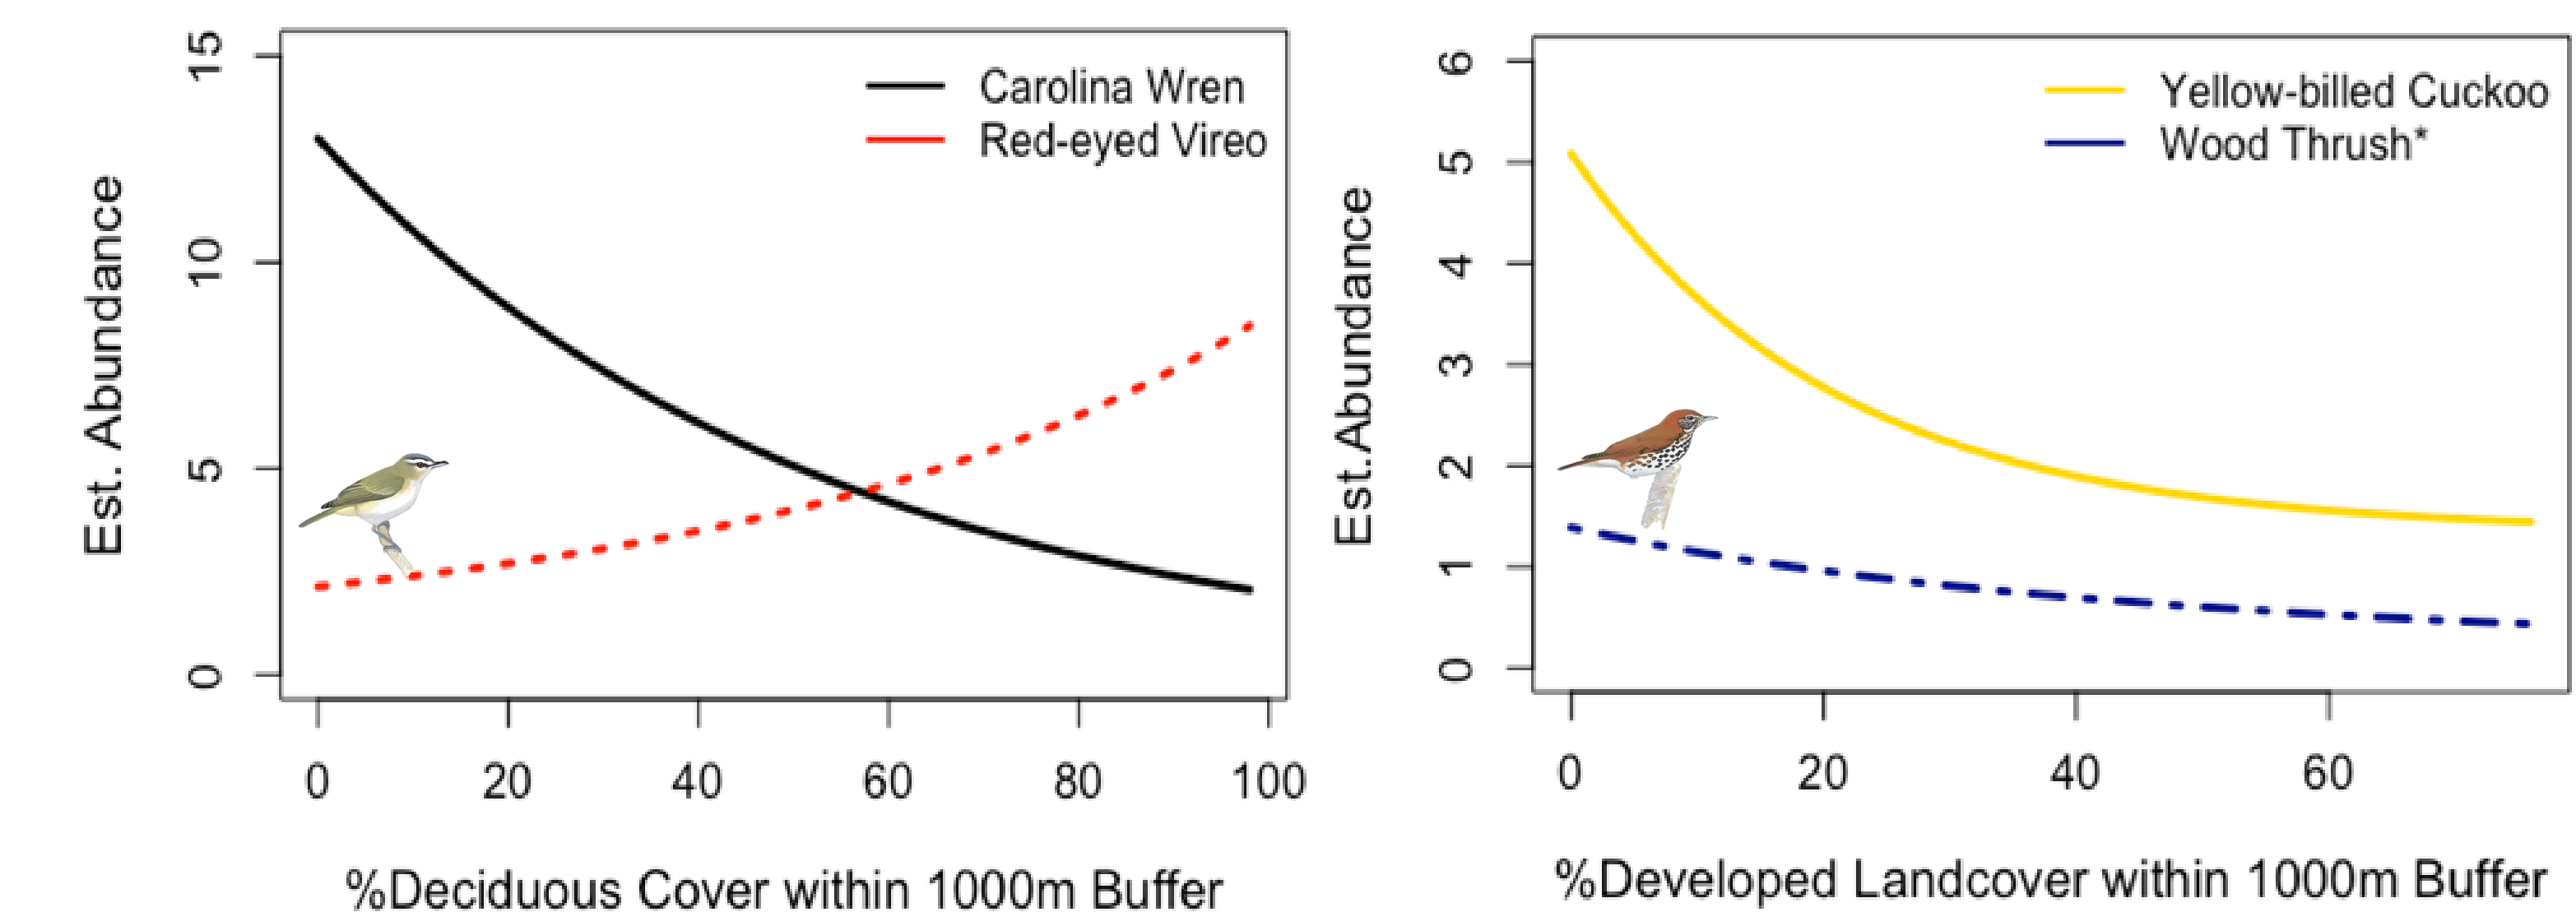 Est. Abundance
15
10
5
0
Carolina Wren
Red-eyed Vireo
0 20 40 60 80 100
%Deciduous Cover within 1000m Buffer
Est.Abundance
6
5
4
3
2
1
0
Yellow-billed Cuckoo
Wood Thrush*
0 20 40 60
%Developed Landcover within 1000m Buffer